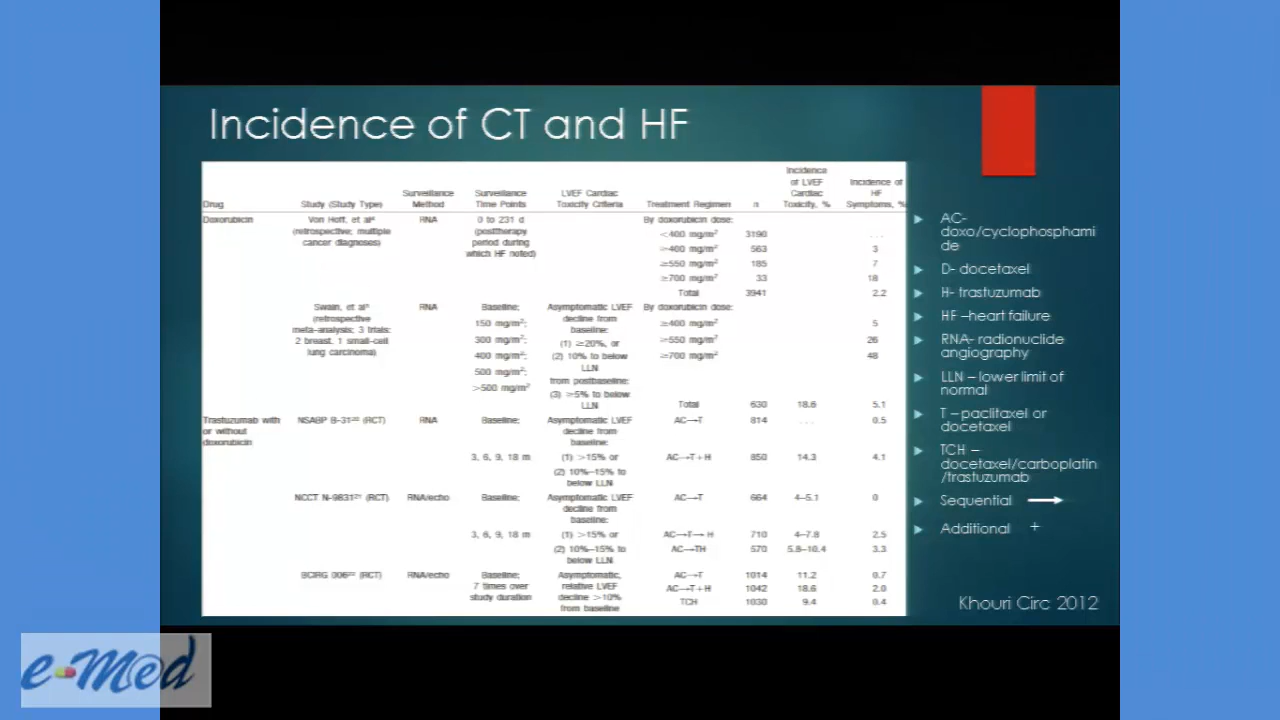 Incidence of CT and HF
Incidence
of LVEF Incidence of
Surveillance Surveillance LVEF Cardiac Cardiac HF
Drug Study (Study Type) Method Time Points Toxicity Criteria Treatment Regimen n Toxicity, % Symptoms, %
Doxorubicin Von Hoff, et al (retrospective; multiple RNA 0 to 231 d By doxorubicin dose:
cancer diagnoses) (posttherapy <400 mg/m² 3190 ...
period during ≥400 mg/m² 563 3
which HF noted) ≥550 mg/m² 185 7
≥700 mg/m² 33 18
Total 3941 2.2
Swain, et al RNA Baseline; Asymptomatic LVEF By doxorubicin dose:
(retrospective 150 mg/m²; decline from ≥400 mg/m² 5
meta-analysis; 3 trials: 300 mg/m²; baseline: ≥550 mg/m² 26
2 breast, 1 small-cell 400 mg/m²; (1) ≥20%, or ≥700 mg/m² 48
lung carcinoma) 500 mg/m²; (2) 10% to below
>500 mg/m² LLN
from postbaseline:
(3) ≥5% to below
LLN Total 630 18.6 5.1
Trastuzumab with NSABP B-31 (RCT) RNA Baseline; Asymptomatic LVEF AC→T 814 ... 0.5
or without decline from
doxorubicin baseline:
3, 6, 9, 18 m (1) >15% or AC→T+H 850 14.3 4.1
(2) 10%–15% to
below LLN
NCCT N-9831 (RCT) RNA/echo Baseline; Asymptomatic LVEF AC→T 664 4–5.1 0
decline from
baseline:
3, 6, 9, 18 m (1) >15% or AC→T→H 710 4–7.8 2.5
(2) 10%–15% to AC→TH 570 5.8–10.4 3.3
below LLN
BCIRG 006 (RCT) RNA/echo Baseline; Asymptomatic, AC→T 1014 11.2 0.7
7 times over relative LVEF AC→T+H 1042 18.6 2.0
study duration decline >10% TCH 1030 9.4 0.4
from baseline
AC-
doxo/cyclophosphami
de
D- docetaxel
H- trastuzumab
HF –heart failure
RNA- radionuclide
angiography
LLN – lower limit of
normal
T – paclitaxel or
docetaxel
TCH –
docetaxel/carboplatin
/trastuzumab
Sequential →
Additional +
Khouri Circ 2012
e-Med